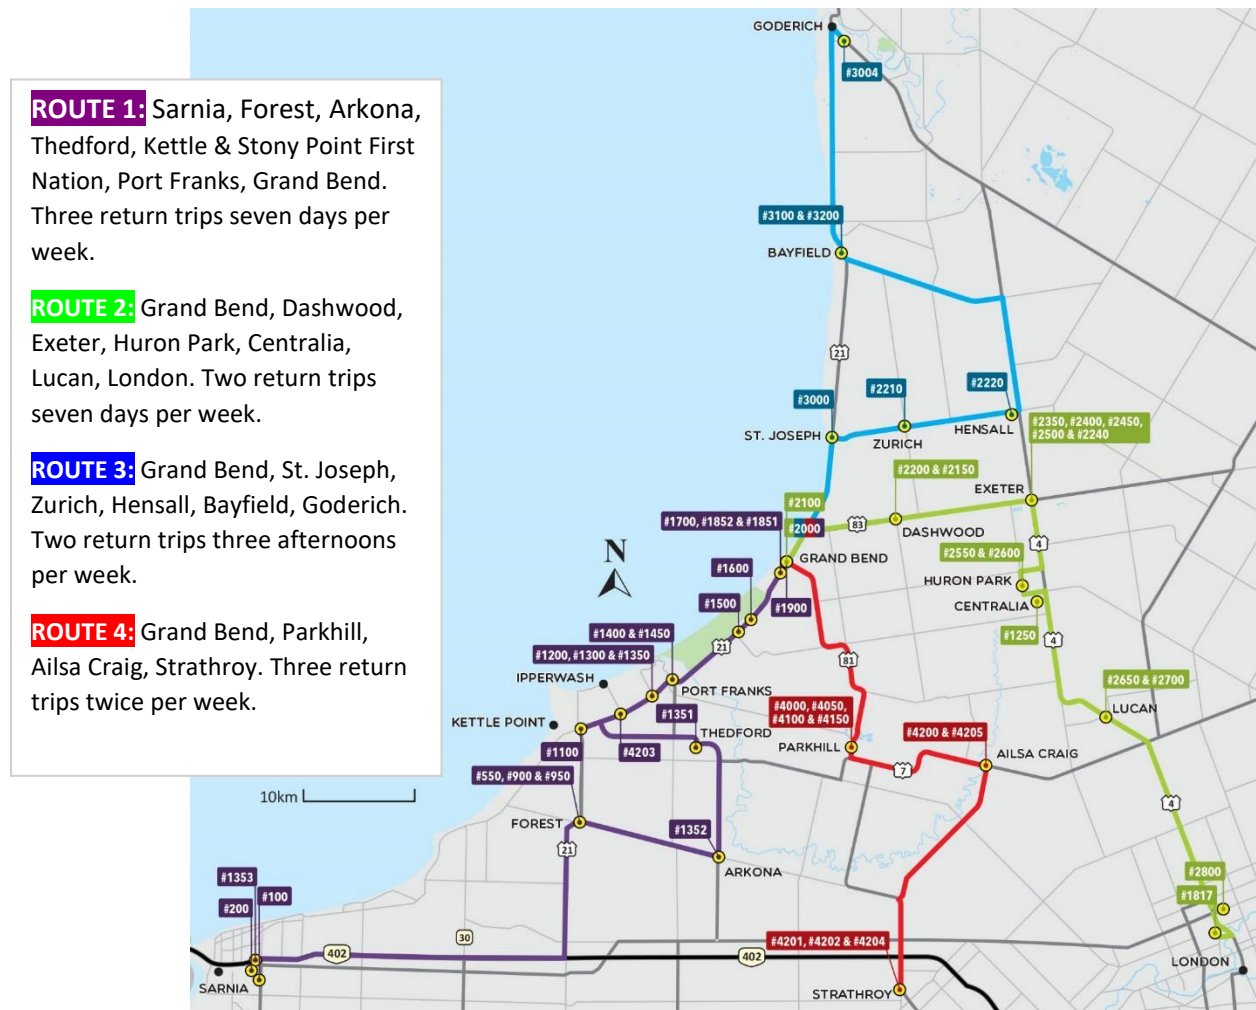 ROUTE 1: Sarnia, Forest, Arkona,
Thedford, Kettle & Stony Point First
Nation, Port Franks, Grand Bend.
Three return trips seven days per
week.
ROUTE 2: Grand Bend, Dashwood,
Exeter, Huron Park, Centralia,
Lucan, London. Two return trips
seven days per week.
ROUTE 3: Grand Bend, St. Joseph,
Zurich, Hensall, Bayfield, Goderich.
Two return trips three afternoons
per week.
ROUTE 4: Grand Bend, Parkhill,
Ailsa Craig, Strathroy. Three return
trips twice per week.
GODERICH
#3004
#3100 & #3200
BAYFIELD
21
#3000
#2210
#2220
ST. JOSEPH
ZURICH
HENSALL
#2350, #2400, #2450,
#2500 & #2240
#2200 & #2150
EXETER
#2100
#1700, #1852 & #1851
#2000
83
DASHWOOD
4
N
GRAND BEND
#2550 & #2600
#1600
HURON PARK
#1500
#1900
CENTRALIA
#1400 & #1450
#1250
4
21
#1200, #1300 & #1350
81
IPPERWASH
PORT FRANKS
#2650 & #2700
#4000, #4050,
#4100 & #4150
LUCAN
KETTLE POINT
#1351
THEDFORD
#4200 & #4205
#1100
#4203
PARKHILL
AILSA CRAIG
7
#550, #900 & #950
10km
4
FOREST
#1352
21
ARKONA
#2800
#1353
#100
#1817
#200
30
402
#4201, #4202 & #4204
402
LONDON
SARNIA
STRATHROY